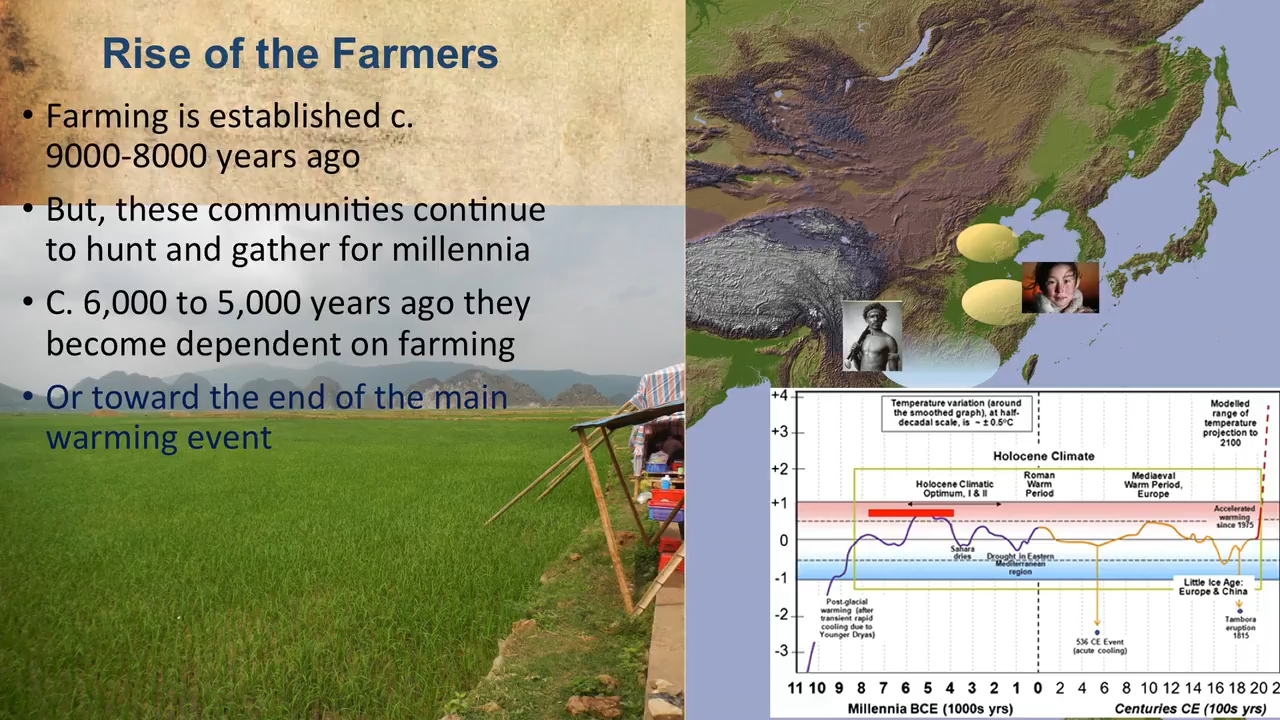 Rise of the Farmers
• Farming is established c.
9000-8000 years ago
• But, these communities continue
to hunt and gather for millennia
• C. 6,000 to 5,000 years ago they
become dependent on farming
• Or toward the end of the main
warming event
+4
+3
+2
+1
0
-1
-2
-3
Temperature variation (around
the smoothed graph), at half-
decadal scale, is ~ ± 0.5°C
Modelled
range of
temperature
projection to
2100
Holocene Climate
Holocene Climatic
Optimum, I & II
Roman
Warm
Period
Mediaeval
Warm Period,
Europe
Accelerated
warming
since 1975
Sahara
dries
Drought in Eastern
Mediterranean
region
Little Ice Age:
Europe & China
Post-glacial
warming (after
transient rapid
cooling due to
Younger Dryas)
536 CE Event
(acute cooling)
Tambora
eruption
1815
11 10 9 8 7 6 5 4 3 2 1 0 2 4 6 8 10 12 14 16 18 20 2
Millennia BCE (1000s yrs)
Centuries CE (100s yrs)